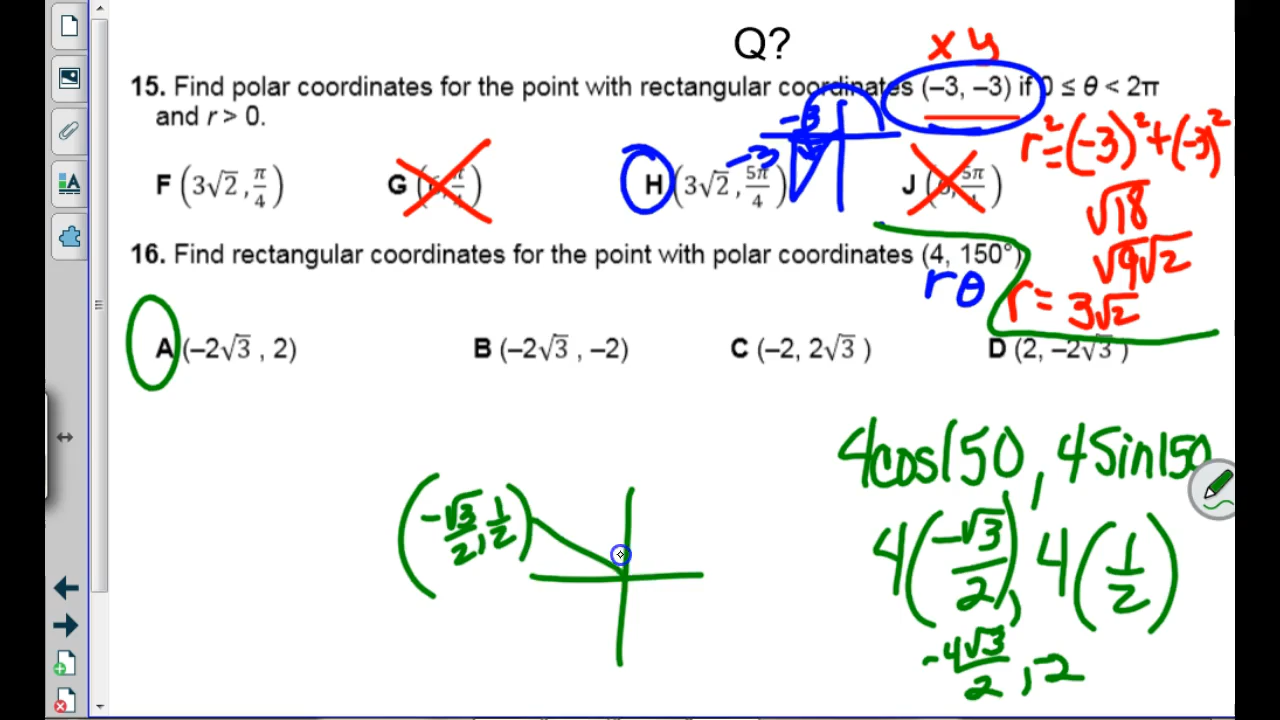 Q?
x y
15. Find polar coordinates for the point with rectangular coordinates (–3, –3) if 0 ≤ θ < 2π
and r > 0.
r² = (-3)² + (-3)²
-3
-3
F (3√2, π/4)
G
H (3√2, 5π/4)
J
√18
√9√2
r = 3√2
16. Find rectangular coordinates for the point with polar coordinates (4, 150°)
r θ
A (–2√3 , 2)
B (–2√3 , –2)
C (–2, 2√3 )
D (2, –2√3 )
4cos150, 4Sin150
(-√3/2, 1/2)
4(-√3/2), 4(1/2)
-4√3/2, -2